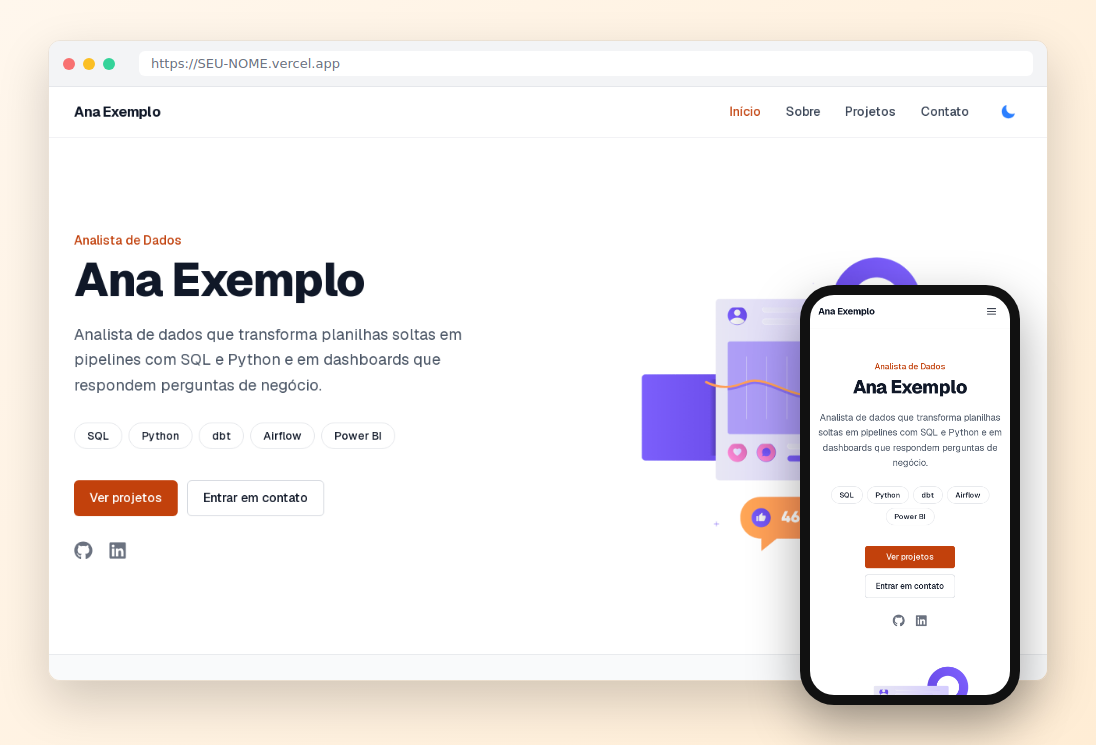 https://SEU-NOME.vercel.app
Ana Exemplo
Início Sobre Projetos Contato
Analista de Dados
Ana Exemplo
Analista de dados que transforma planilhas soltas em
pipelines com SQL e Python e em dashboards que
respondem perguntas de negócio.
SQL Python dbt Airflow Power BI
Ver projetos Entrar em contato
46
Ana Exemplo
Analista de Dados
Ana Exemplo
Analista de dados que transforma planilhas
soltas em pipelines com SQL e Python e em
dashboards que respondem perguntas de
negócio.
SQL Python dbt Airflow
Power BI
Ver projetos
Entrar em contato